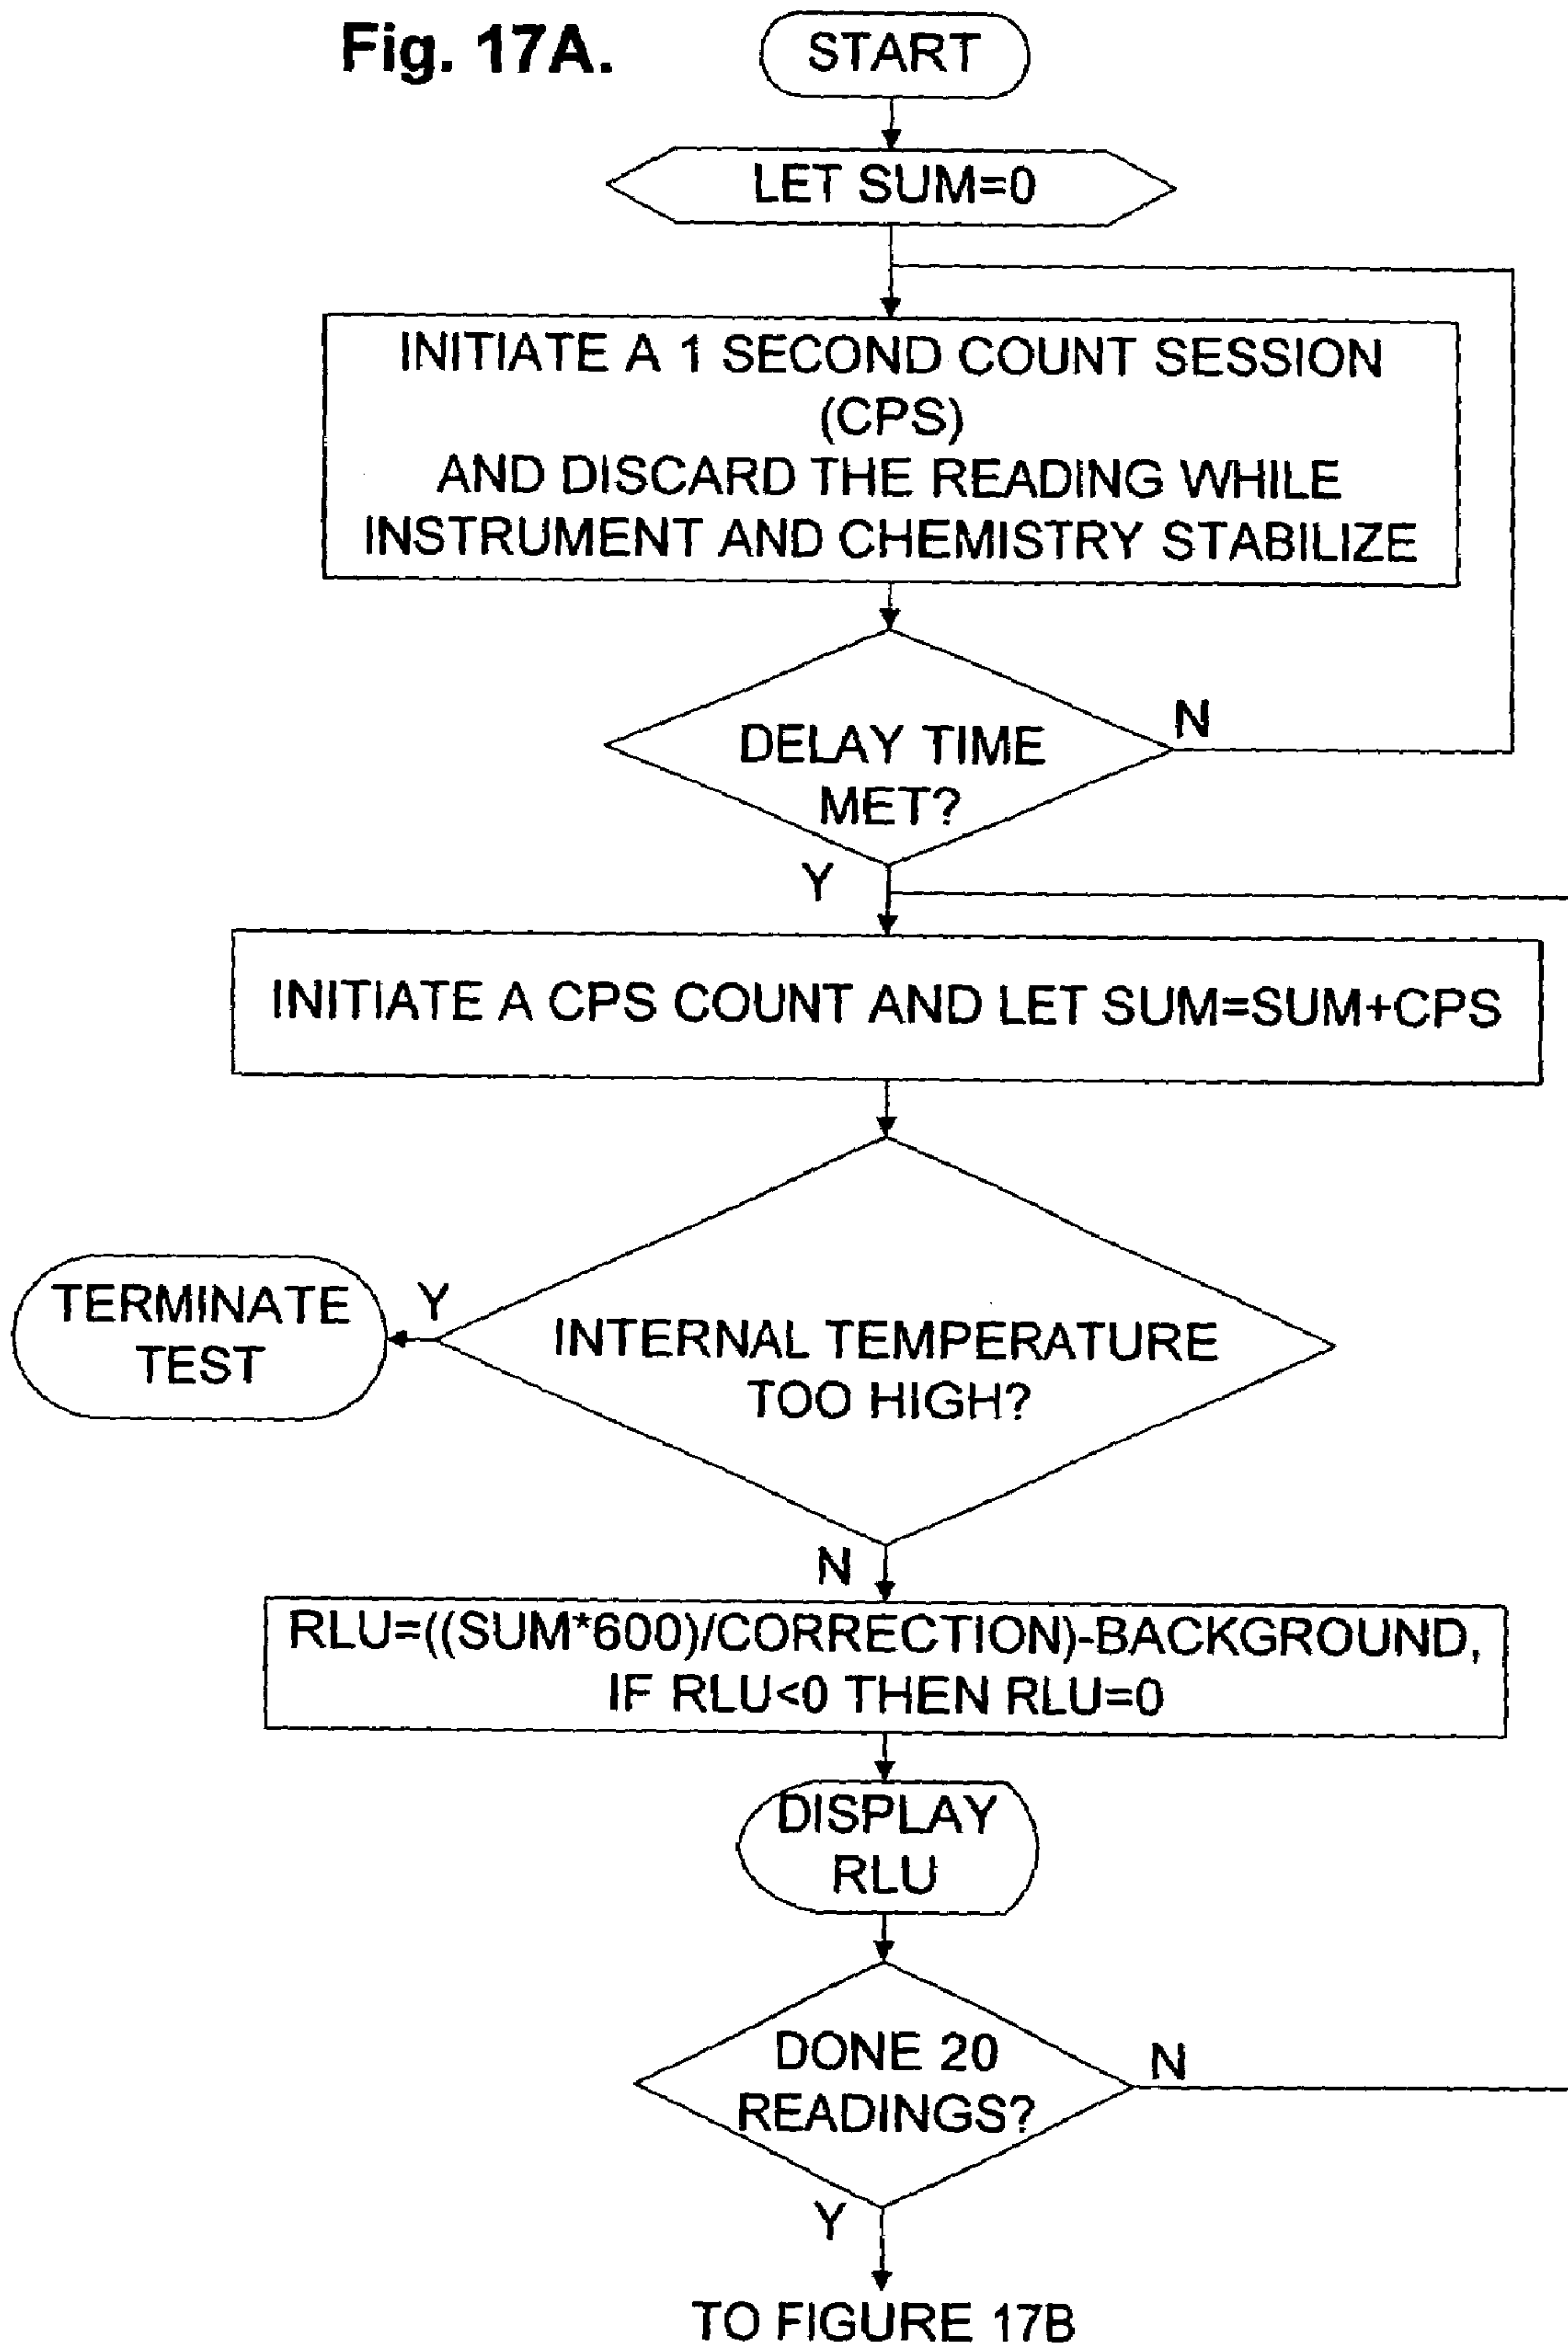 Fig. 17A.
START
LET SUM=0
INITIATE A 1 SECOND COUNT SESSION
(CPS)
AND DISCARD THE READING WHILE
INSTRUMENT AND CHEMISTRY STABILIZE
DELAY TIME
MET?
N
Y
INITIATE A CPS COUNT AND LET SUM=SUM+CPS
TERMINATE
TEST
Y
INTERNAL TEMPERATURE
TOO HIGH?
N
RLU=((SUM*600)/CORRECTION)-BACKGROUND,
IF RLU<0 THEN RLU=0
DISPLAY
RLU
DONE 20
READINGS?
N
Y
TO FIGURE 17B